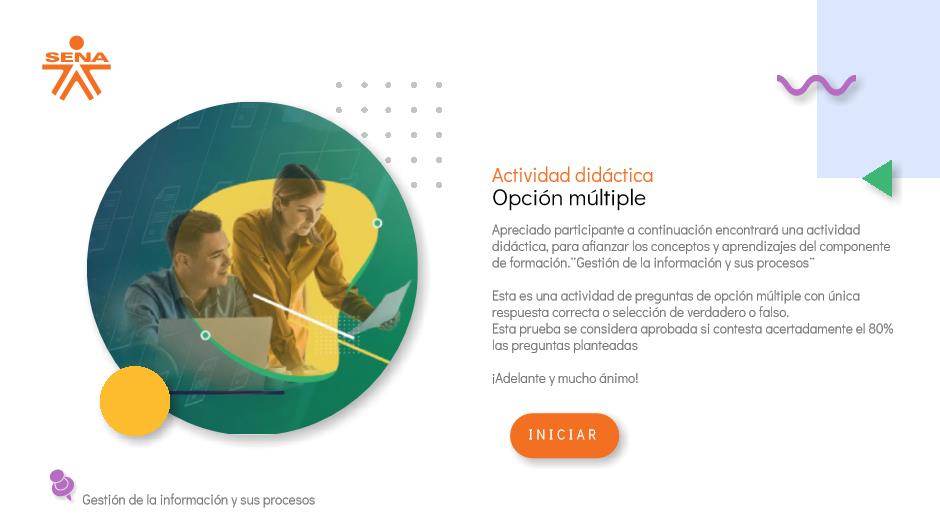 SENA
Actividad didáctica
Opción múltiple
Apreciado participante a continuación encontrará una actividad
didáctica, para afianzar los conceptos y aprendizajes del componente
de formación.¨Gestión de la información y sus procesos¨
Esta es una actividad de preguntas de opción múltiple con única
respuesta correcta o selección de verdadero o falso.
Esta prueba se considera aprobada si contesta acertadamente el 80%
las preguntas planteadas
¡Adelante y mucho ánimo!
INICIAR
Gestión de la información y sus procesos